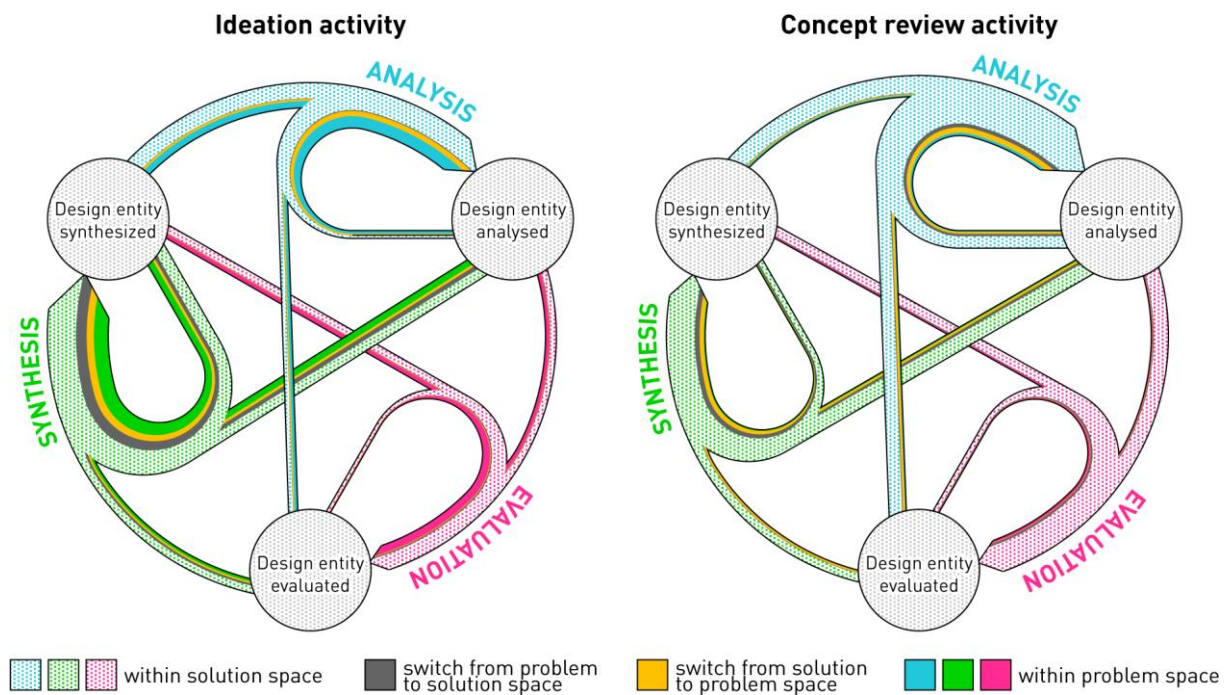 Ideation activity
ANALYSIS
Design entity
synthesized
Design entity
analysed
SYNTHESIS
EVALUATION
Design entity
evaluated
Concept review activity
ANALYSIS
Design entity
synthesized
Design entity
analysed
SYNTHESIS
EVALUATION
Design entity
evaluated
within solution space
switch from problem
to solution space
switch from solution
to problem space
within problem space